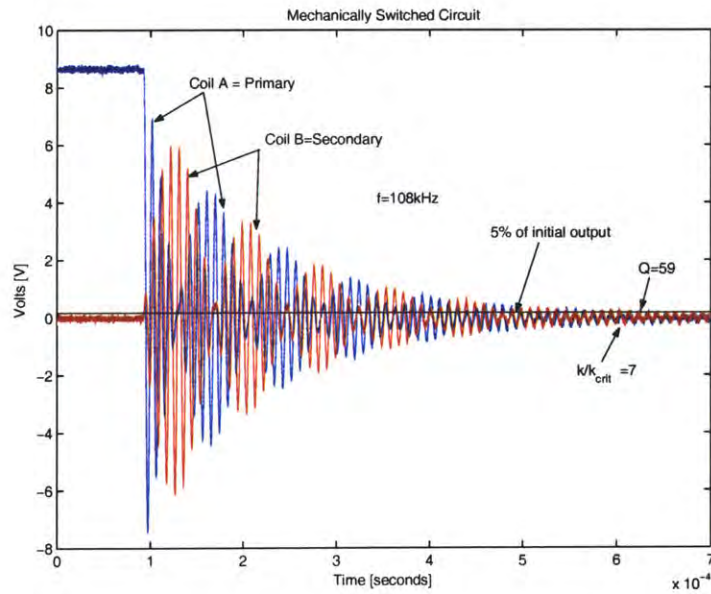 Mechanically Switched Circuit
10
8
6
4
2
0
-2
-4
-6
-8
Volts [V]
Coil A = Primary
Coil B=Secondary
f=108kHz
5% of initial output
Q=59
k/k_crit =7
0
1
2
3
4
5
6
7
x 10^-4
Time [seconds]